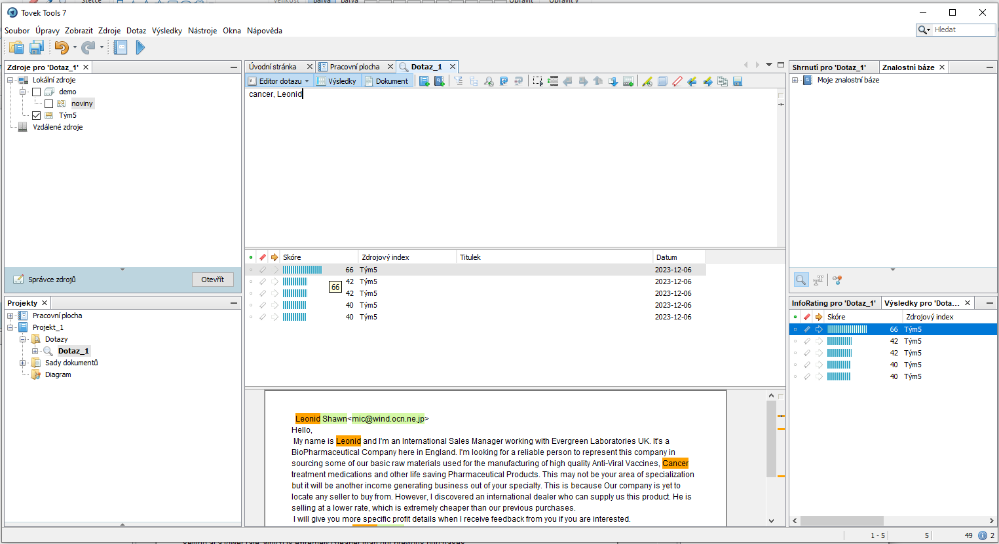 Tovek Tools 7
Soubor Úpravy Zobrazit Zdroje Dotaz Výsledky Nástroje Okna Nápověda
Hledat
Zdroje pro 'Dotaz_1'
Lokální zdroje
demo
noviny
Tým5
Vzdálené zdroje
Správce zdrojů
Otevřít
Projekty
Pracovní plocha
Projekt_1
Dotazy
Dotaz_1
Sady dokumentů
Diagram
Úvodní stránka Pracovní plocha Dotaz_1
Editor dotazu Výsledky Dokument
cancer, Leonid
Skóre Zdrojový index Titulek Datum
66 Tým5 2023-12-06
42 Tým5 2023-12-06
42 Tým5 2023-12-06
40 Tým5 2023-12-06
40 Tým5 2023-12-06
66
Leonid Shawn<mic@wind.ocn.ne.jp>
Hello,
My name is Leonid and I'm an International Sales Manager working with Evergreen Laboratories UK. It's a
BioPharmaceutical Company here in England. I'm looking for a reliable person to represent this company in
sourcing some of our basic raw materials used for the manufacturing of high quality Anti-Viral Vaccines, Cancer
treatment medications and other life saving Pharmaceutical Products. This may not be your area of specialization
but it will be another income generating business out of your specialty. This is because Our company is yet to
locate any seller to buy from. However, I discovered an international dealer who can supply us this product. He is
selling at a lower rate, which is extremely cheaper than our previous purchases.
I will give you more specific profit details when I receive feedback from you if you are interested.
Shrnutí pro 'Dotaz_1' Znalostní báze
Moje znalostní báze
InfoRating pro 'Dotaz_1' Výsledky pro 'Dota...
Skóre Zdrojový index
66 Tým5
42 Tým5
42 Tým5
40 Tým5
40 Tým5
1 - 5 5 49 2